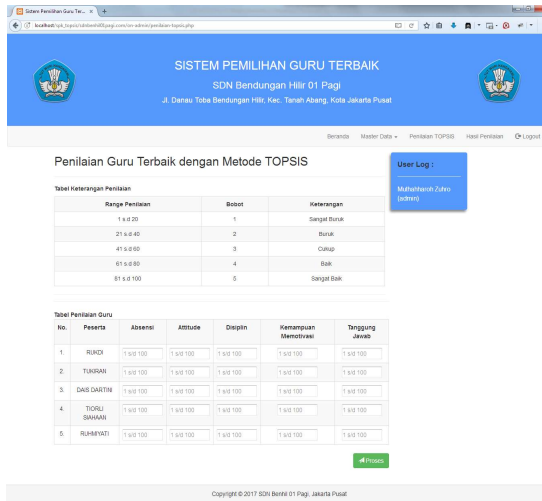 Sistem Pemilihan Guru Ter...
localhost/spk_topsis/sdnbenhil01pagi.com/sm-admin/penilaian-topsis.php
SISTEM PEMILIHAN GURU TERBAIK
SDN Bendungan Hilir 01 Pagi
Jl. Danau Toba Bendungan Hilir, Kec. Tanah Abang, Kota Jakarta Pusat
Beranda Master Data Penilaian TOPSIS Hasil Penilaian Logout
Penilaian Guru Terbaik dengan Metode TOPSIS
User Log :
Muthahharoh Zuhro
(admin)
Tabel Keterangan Penilaian
Range Penilaian Bobot Keterangan
1 s.d 20 1 Sangat Buruk
21 s.d 40 2 Buruk
41 s.d 60 3 Cukup
61 s.d 80 4 Baik
81 s.d 100 5 Sangat Baik
Tabel Penilaian Guru
No. Peserta Absensi Attitude Disiplin Kemampuan Memotivasi Tanggung Jawab
1. RUKDI 1 s/d 100 1 s/d 100 1 s/d 100 1 s/d 100 1 s/d 100
2. TUKIRAN 1 s/d 100 1 s/d 100 1 s/d 100 1 s/d 100 1 s/d 100
3. DAIS DARTINI 1 s/d 100 1 s/d 100 1 s/d 100 1 s/d 100 1 s/d 100
4. TIORLI SIAHAAN 1 s/d 100 1 s/d 100 1 s/d 100 1 s/d 100 1 s/d 100
5. RUHMIYATI 1 s/d 100 1 s/d 100 1 s/d 100 1 s/d 100 1 s/d 100
Proses
Copyright © 2017 SDN Benhil 01 Pagi, Jakarta Pusat